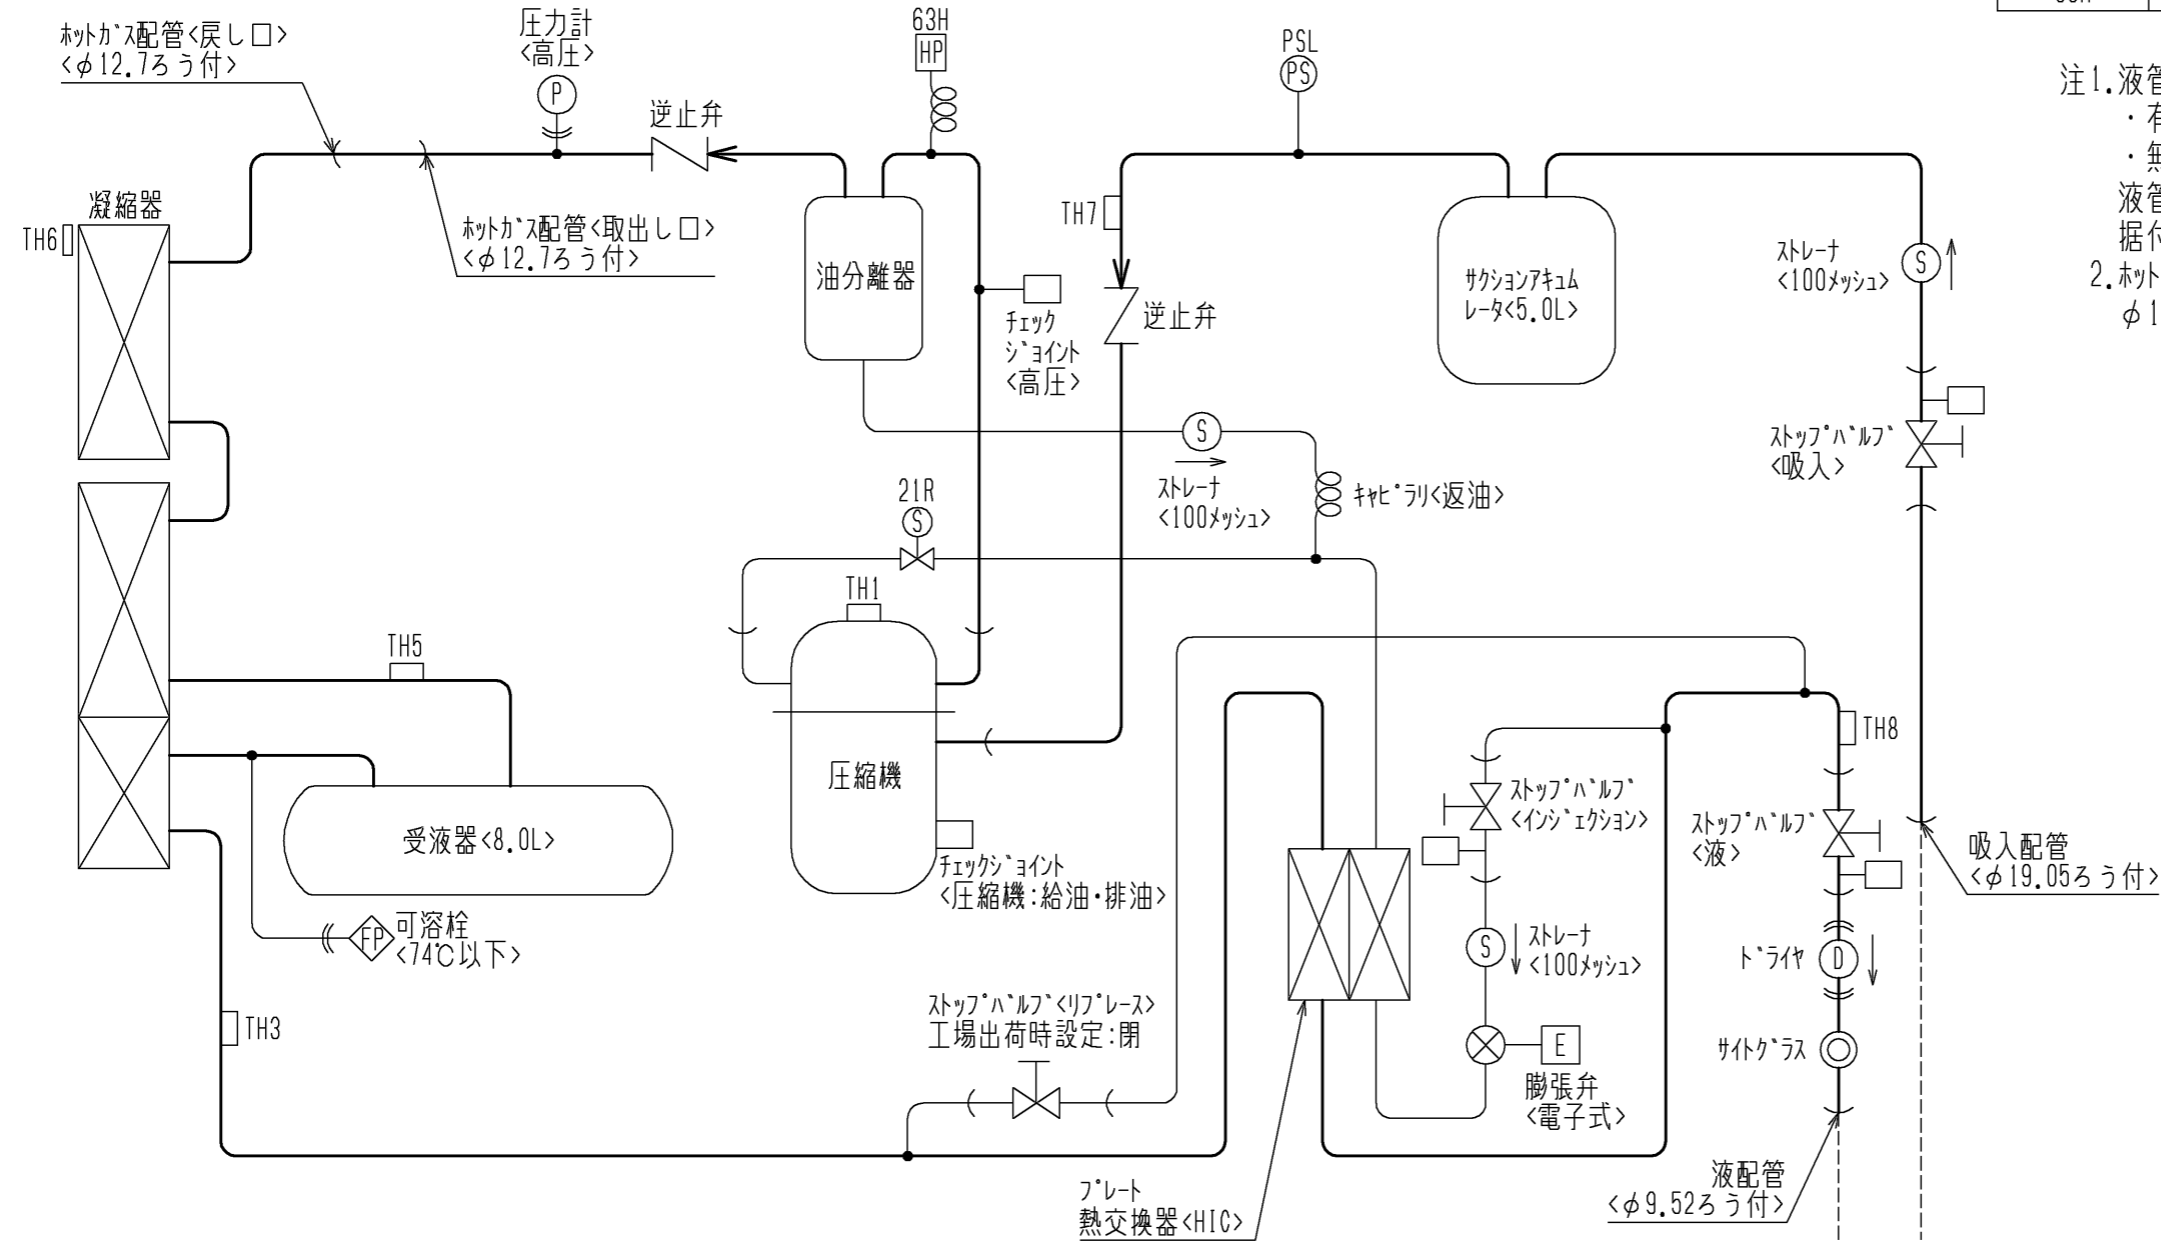 ﾎｯﾄｶﾞｽ配管<戻し口>
<φ12.7ろう付>
圧力計
<高圧>
P
逆止弁
63H
HP
PSL
PS
注1.液管
2.ﾎｯﾄ
φ1
凝縮器
TH6
ﾎｯﾄｶﾞｽ配管<取出し口>
<φ12.7ろう付>
油分離器
TH7
ﾁｪｯｸ
ｼﾞｮｲﾝﾄ
<高圧>
逆止弁
ｻｸｼｮﾝｱｷｭﾑ
ﾚｰﾀ<5.0L>
ｽﾄﾚｰﾅ
<100ﾒｯｼｭ>
S
ｽﾄｯﾌﾟﾊﾞﾙﾌﾞ
<吸入>
S
ｽﾄﾚｰﾅ
<100ﾒｯｼｭ>
ｷｬﾋﾟﾗﾘ<返油>
21R
S
TH1
圧縮機
TH5
受液器<8.0L>
ﾁｪｯｸｼﾞｮｲﾝﾄ
<圧縮機:給油･排油>
FP
可溶栓
<74℃以下>
TH3
ｽﾄｯﾌﾟﾊﾞﾙﾌﾞ<ﾘﾌﾟﾚｰｽ>
工場出荷時設定:閉
TH8
ｽﾄｯﾌﾟﾊﾞﾙﾌﾞ
<ｲﾝｼﾞｪｸｼｮﾝ>
ｽﾄｯﾌﾟﾊﾞﾙﾌﾞ
<液>
吸入配管
<φ19.05ろう付>
S
ｽﾄﾚｰﾅ
<100ﾒｯｼｭ>
ﾄﾞﾗｲﾔ
D
E
膨張弁
<電子式>
ｻｲﾄｸﾞﾗｽ
ﾌﾟﾚｰﾄ
熱交換器<HIC>
液配管
<φ9.52ろう付>